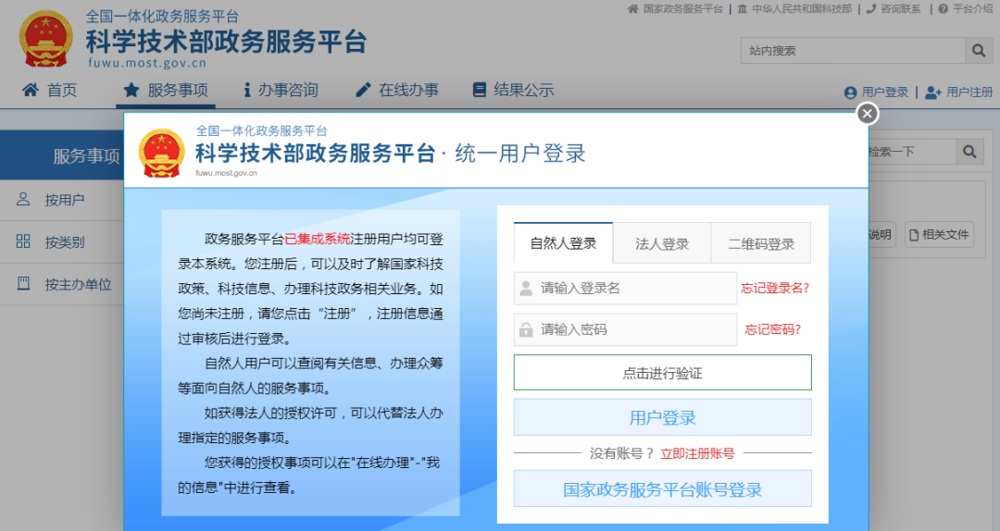 国家政务服务平台 | 中华人民共和国科技部 | 咨询联系 | 平台介绍
全国一体化政务服务平台
科学技术部政务服务平台
fuwu.most.gov.cn
站内搜索
首页 服务事项 办事咨询 在线办事 结果公示
用户登录 | 用户注册
全国一体化政务服务平台
科学技术部政务服务平台 · 统一用户登录
fuwu.most.gov.cn
服务事项
按用户
按类别
按主办单位
检索一下
说明 相关文件
政务服务平台已集成系统注册用户均可登
录本系统。您注册后，可以及时了解国家科技
政策、科技信息、办理科技政务相关业务。如
您尚未注册，请您点击“注册”，注册信息通
过审核后进行登录。
自然人用户可以查阅有关信息、办理众筹
等面向自然人的服务事项。
如获得法人的授权许可，可以代替法人办
理指定的服务事项。
您获得的授权事项可以在"在线办理"-"我
的信息"中进行查看。
自然人登录 法人登录 二维码登录
请输入登录名 忘记登录名?
请输入密码 忘记密码?
点击进行验证
用户登录
没有账号？立即注册账号
国家政务服务平台账号登录